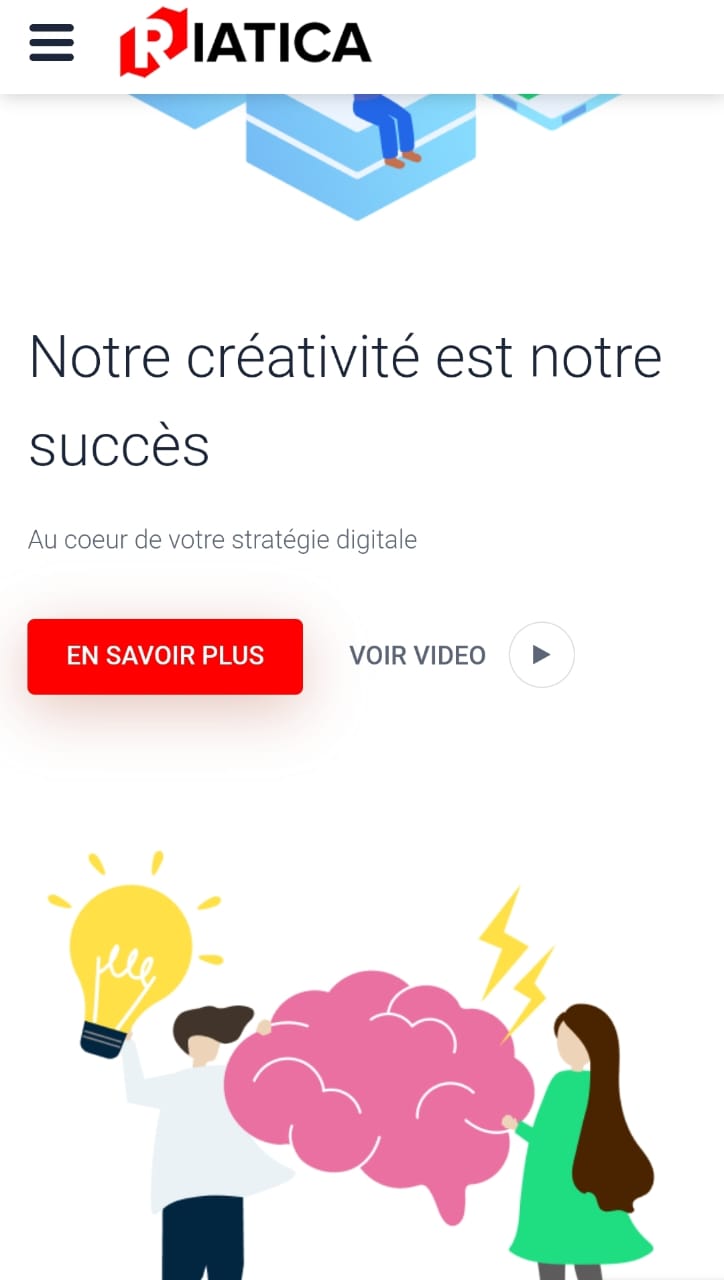 RIATICA
Notre créativité est notre
succès
Au coeur de votre stratégie digitale
EN SAVOIR PLUS
VOIR VIDEO